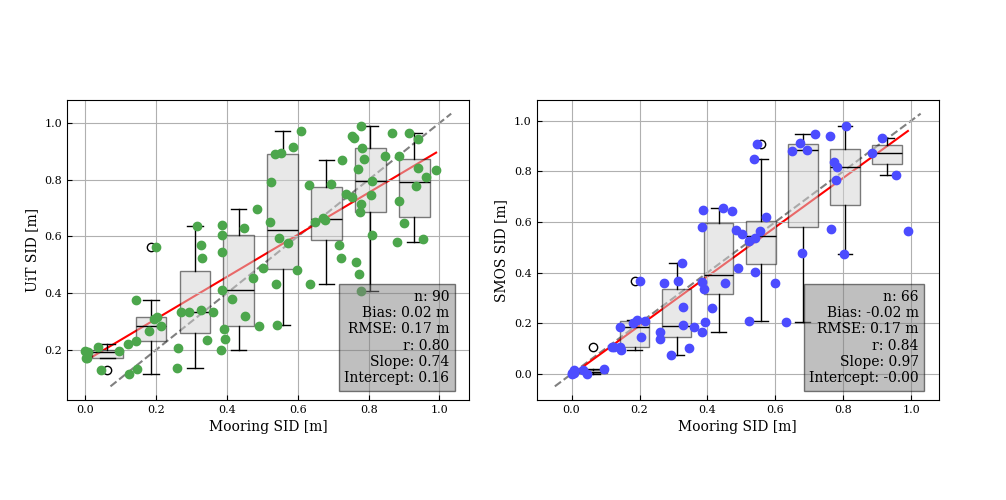 1.0
0.8
0.6
0.4
0.2
UiT SID [m]
0.0 0.2 0.4 0.6 0.8 1.0
Mooring SID [m]
n: 90
Bias: 0.02 m
RMSE: 0.17 m
r: 0.80
Slope: 0.74
Intercept: 0.16
1.0
0.8
0.6
0.4
0.2
0.0
SMOS SID [m]
0.0 0.2 0.4 0.6 0.8 1.0
Mooring SID [m]
n: 66
Bias: -0.02 m
RMSE: 0.17 m
r: 0.84
Slope: 0.97
Intercept: -0.00